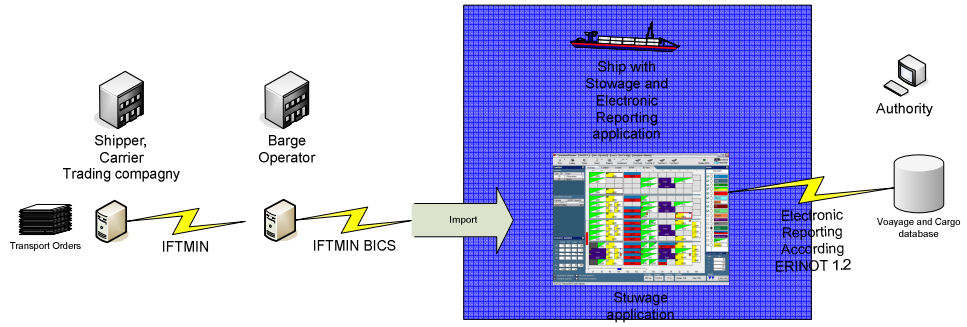 Ship with
Stowage and
Electronic
Reporting
application
Authority
Shipper,
Carrier
Trading compagny
Barge
Operator
Import
Transport Orders
IFTMIN
IFTMIN BICS
Electronic
Reporting
According
ERINOT 1.2
Voayage and Cargo
database
Stuwage
application